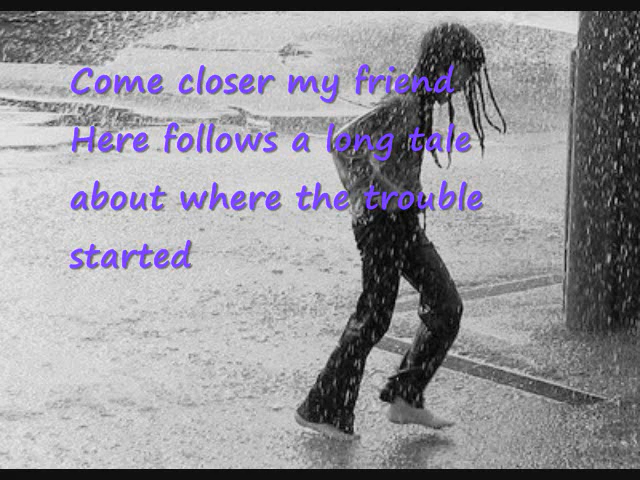 Come closer my friend
Here follows a long tale
about where the trouble
started